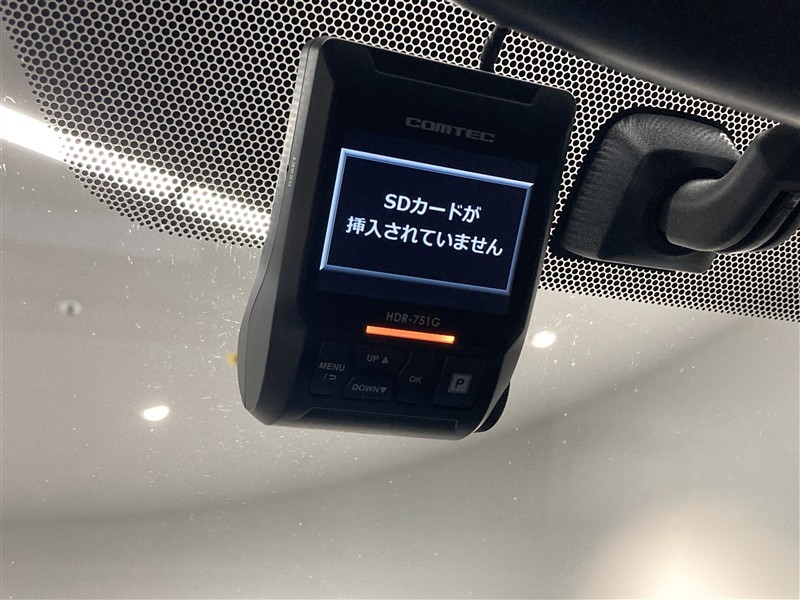 COMTEC
RESET
SDカードが
挿入されていません
HDR-751G
MENU
/⮌
UP▲
DOWN▼
OK
P